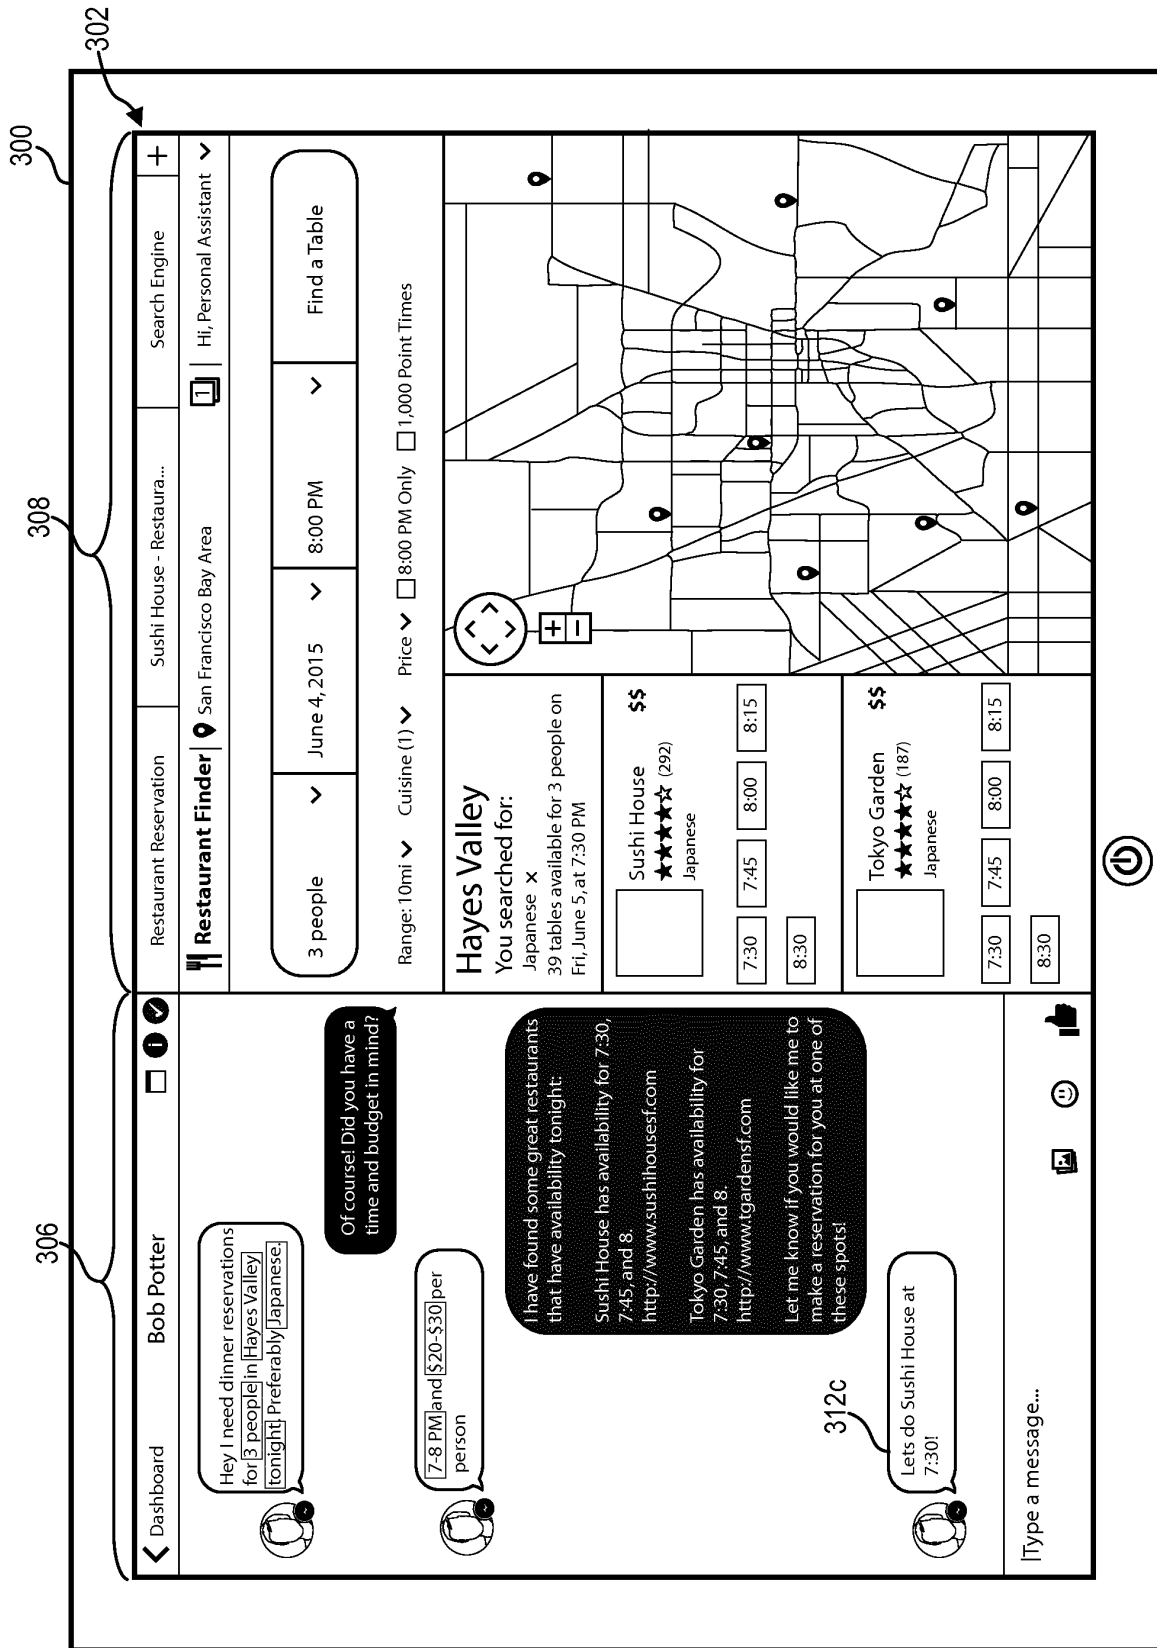 300
302
306
308
Dashboard
Bob Potter
Hey I need dinner reservations
for 3 people in Hayes Valley
tonight. Preferably Japanese.
Of course! Did you have a
time and budget in mind?
7-8 PM and $20-$30 per
person
I have found some great restaurants
that have availability tonight:
Sushi House has availability for 7:30,
7:45, and 8.
http://www.sushihousesf.com
Tokyo Garden has availability for
7:30, 7:45, and 8.
http://www.tgardensf.com
Let me know if you would like me to
make a reservation for you at one of
these spots!
312c
Lets do Sushi House at
7:30!
Type a message...
Restaurant Reservation
Sushi House - Restaura...
Search Engine
+
Restaurant Finder
San Francisco Bay Area
1
Hi, Personal Assistant
3 people
June 4, 2015
8:00 PM
Find a Table
Range: 10mi
Cuisine (1)
Price
8:00 PM Only
1,000 Point Times
Hayes Valley
You searched for:
Japanese ×
39 tables available for 3 people on
Fri, June 5, at 7:30 PM
Sushi House
$$
★★★★☆ (292)
Japanese
7:30 7:45 8:00 8:15
8:30
Tokyo Garden
$$
★★★★☆ (187)
Japanese
7:30 7:45 8:00 8:15
8:30
+
−